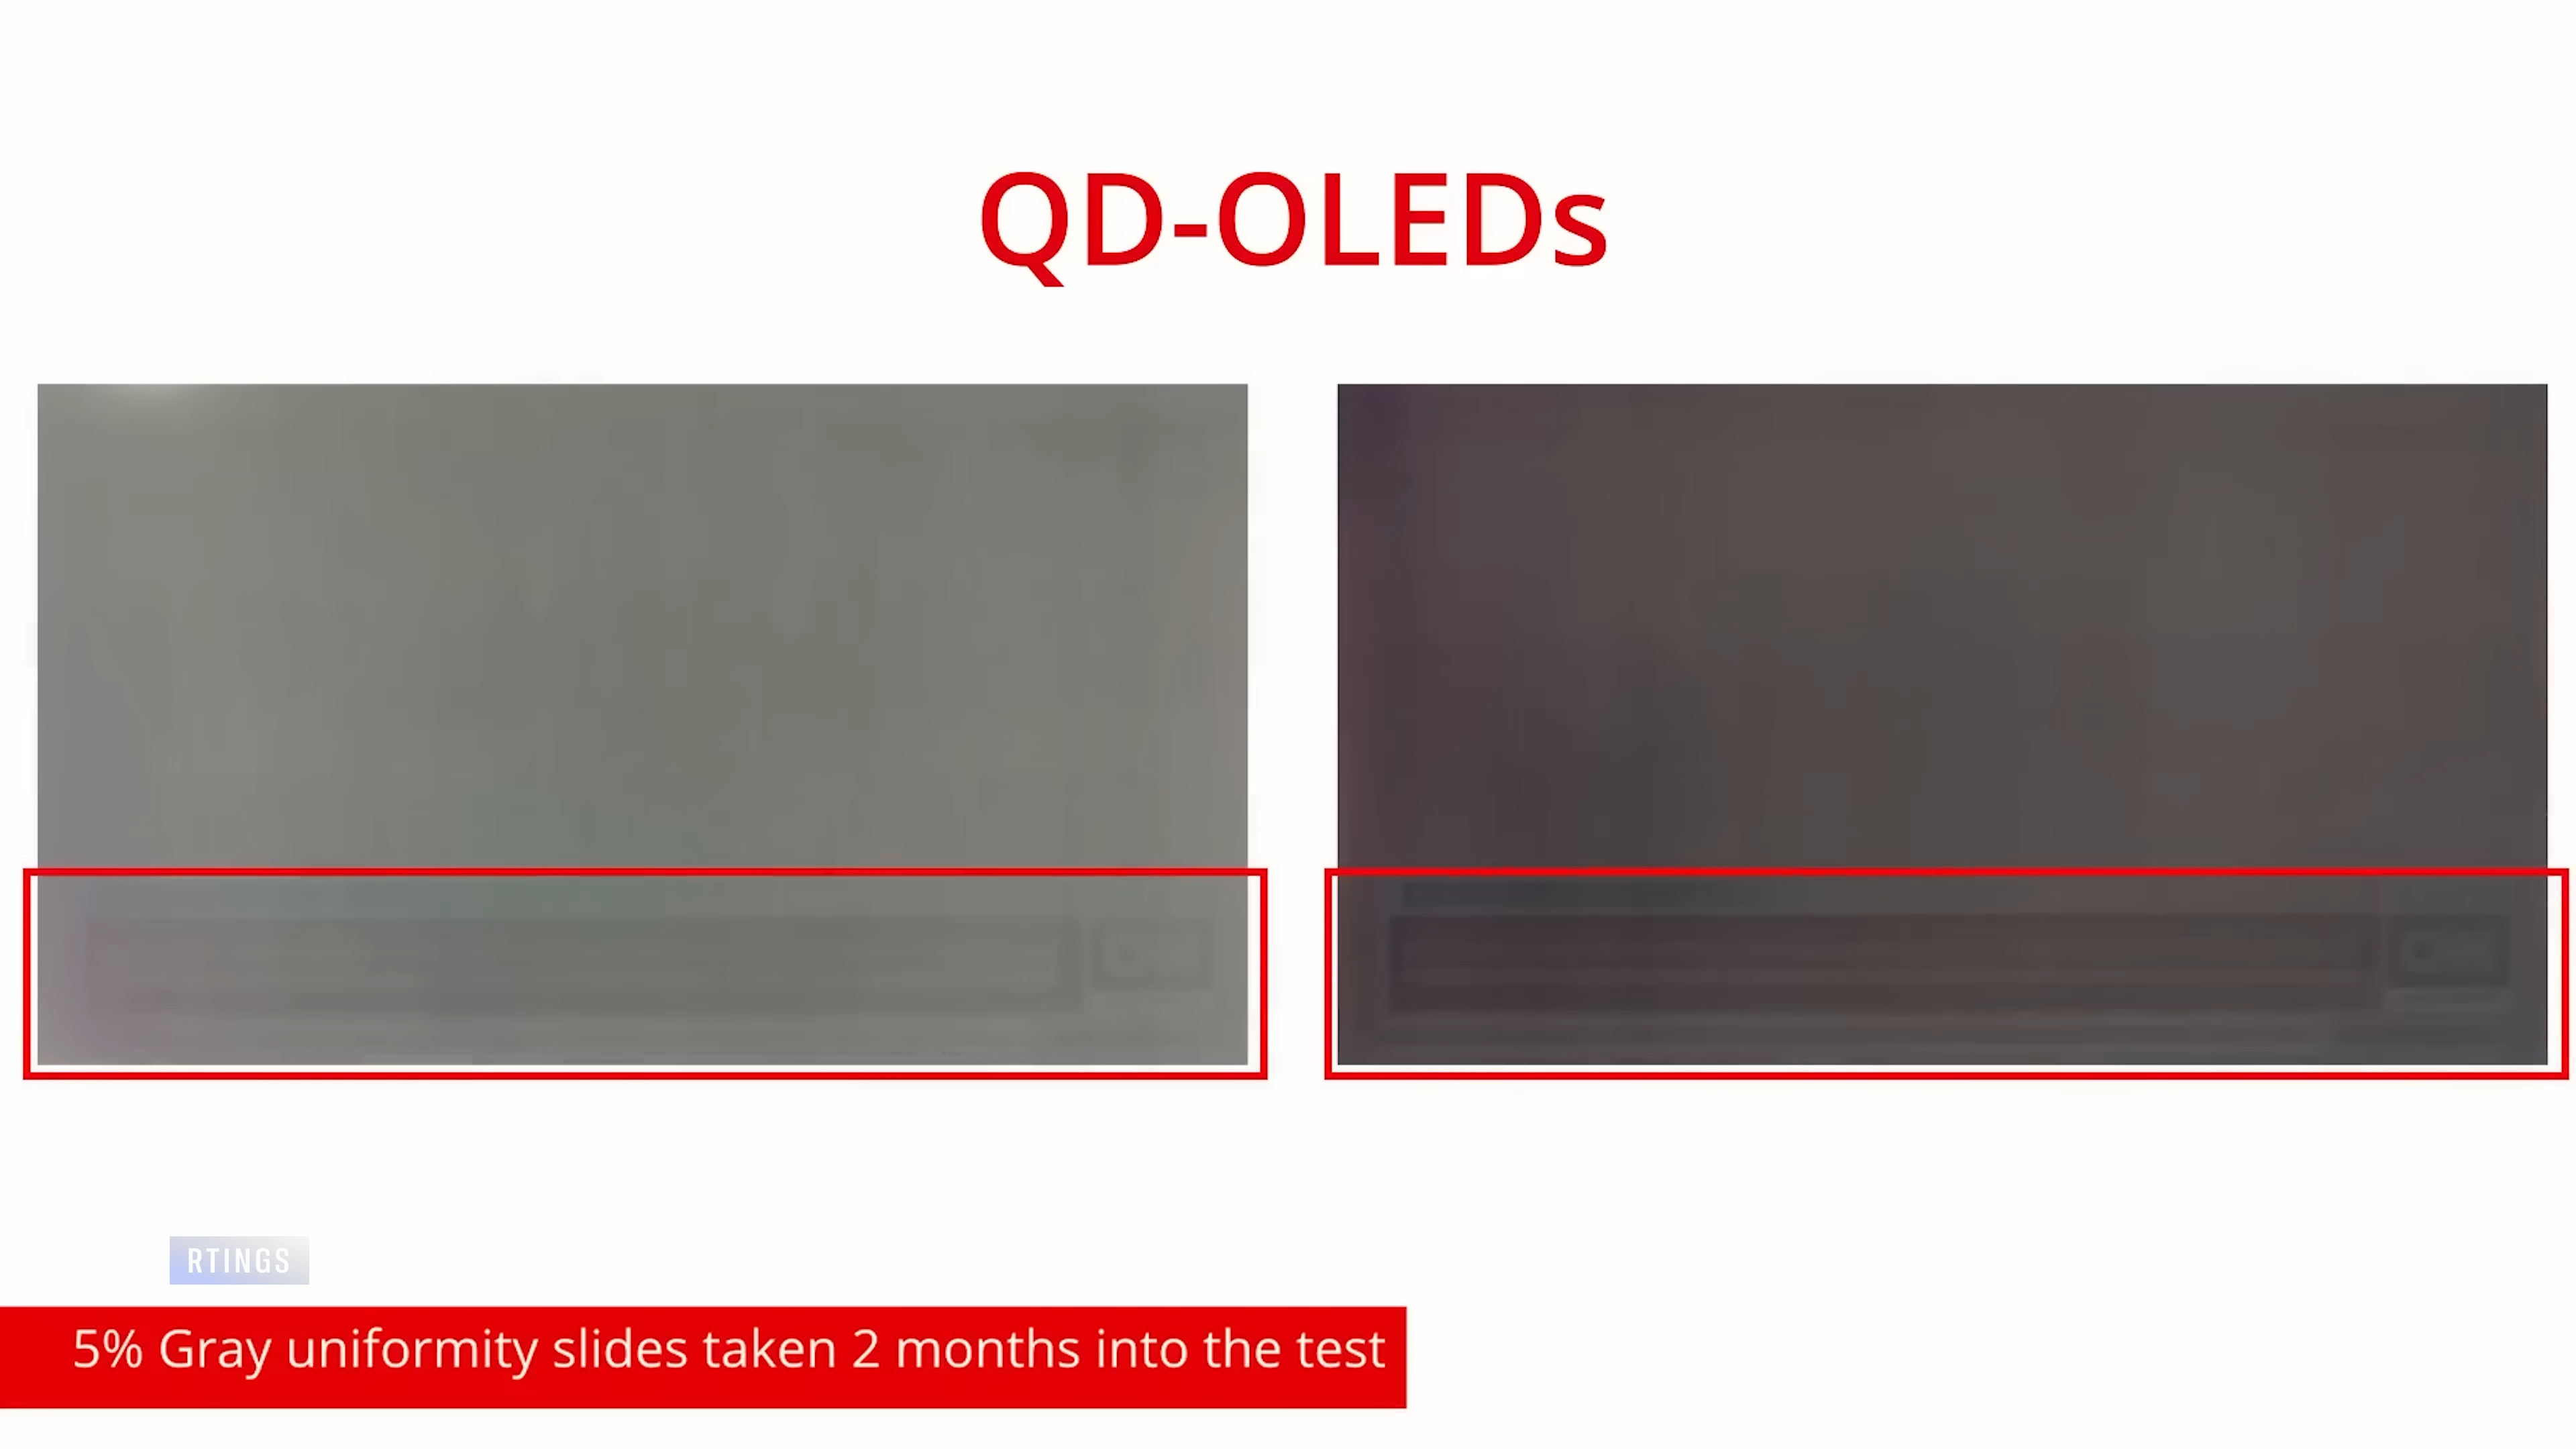 QD-OLEDs
RTINGS
5% Gray uniformity slides taken 2 months into the test